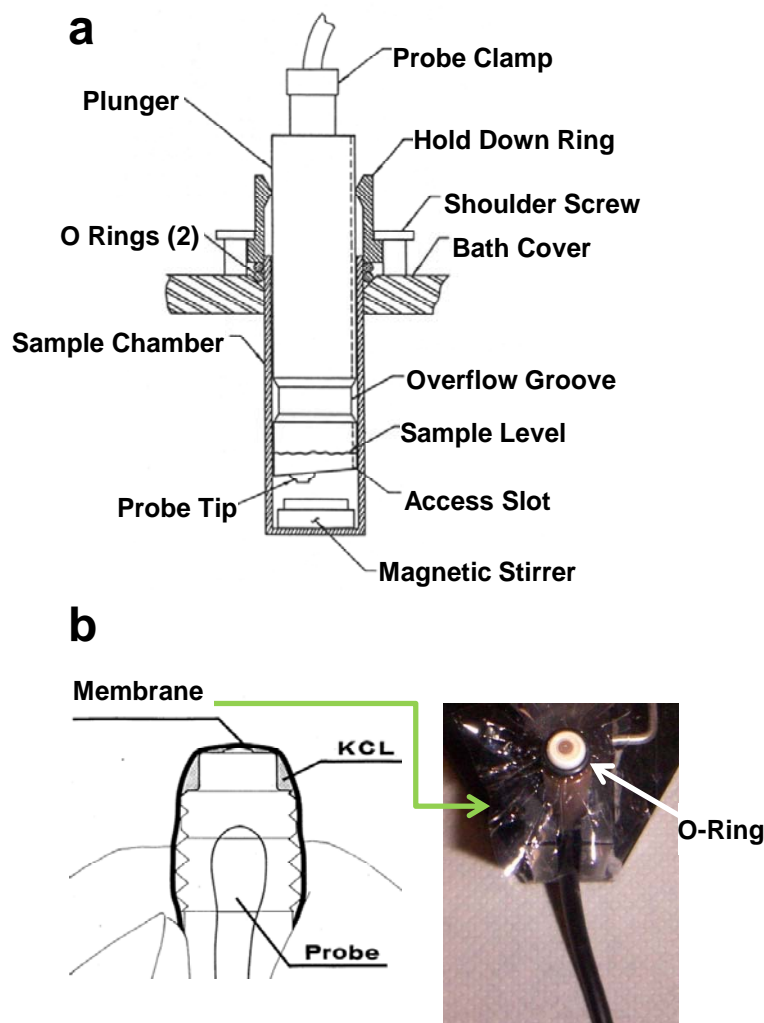 a
Probe Clamp
Plunger
Hold Down Ring
Shoulder Screw
O Rings (2)
Bath Cover
Sample Chamber
Overflow Groove
Sample Level
Probe Tip
Access Slot
Magnetic Stirrer
b
Membrane
KCL
O-Ring
Probe